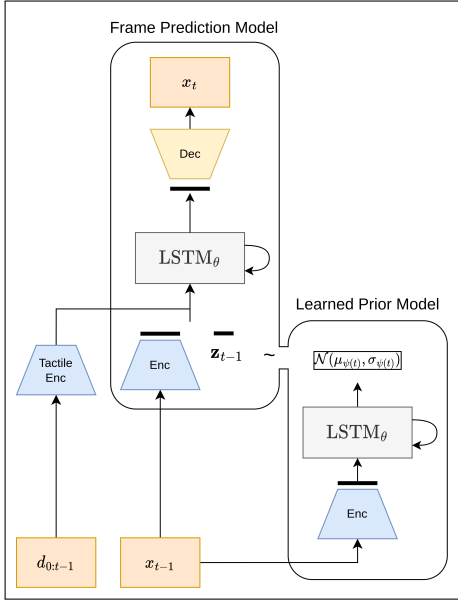 Frame Prediction Model
x_t
Dec
LSTM_θ
Learned Prior Model
Tactile
Enc
Enc
z_{t-1}
~
𝒩(μ_{ψ(t)}, σ_{ψ(t)})
LSTM_θ
Enc
d_{0:t-1}
x_{t-1}